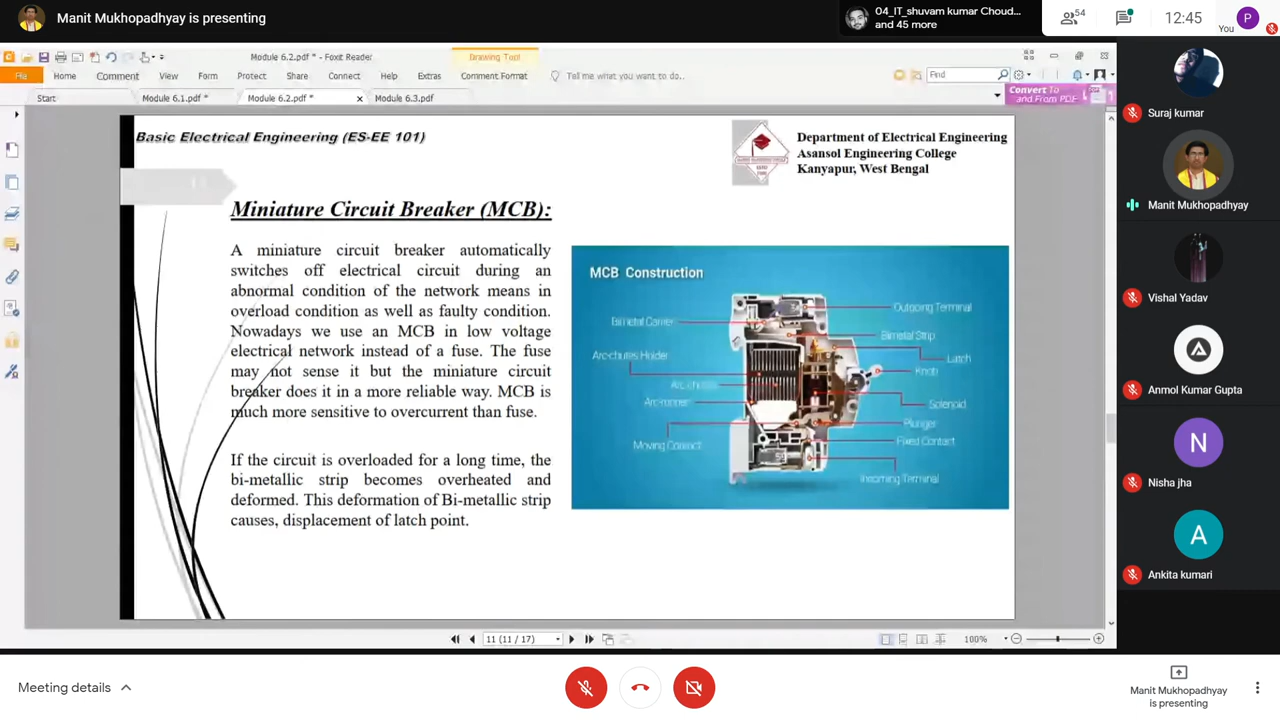 Manit Mukhopadhyay is presenting
04_IT_shuvam kumar Choud...
and 45 more
54
12:45
You
P
Module 6.2.pdf * - Foxit Reader
Drawing Tool
File
Home
Comment
View
Form
Protect
Share
Connect
Help
Extras
Comment Format
Tell me what you want to do..
Find
Start
Module 6.1.pdf *
Module 6.2.pdf *
Module 6.3.pdf
Convert To
and From PDF
Basic Electrical Engineering (ES-EE 101)
Department of Electrical Engineering
Asansol Engineering College
Kanyapur, West Bengal
Miniature Circuit Breaker (MCB):
A miniature circuit breaker automatically
switches off electrical circuit during an
abnormal condition of the network means in
overload condition as well as faulty condition.
Nowadays we use an MCB in low voltage
electrical network instead of a fuse. The fuse
may not sense it but the miniature circuit
breaker does it in a more reliable way. MCB is
much more sensitive to overcurrent than fuse.
If the circuit is overloaded for a long time, the
bi-metallic strip becomes overheated and
deformed. This deformation of Bi-metallic strip
causes, displacement of latch point.
MCB Construction
Bimetal Carrier
Arc-chutes Holder
Arc-runner
Moving Contact
Outgoing Terminal
Bimetal Strip
Latch
Knob
Solenoid
Plunger
Fixed Contact
Incoming Terminal
11 (11 / 17)
100%
Suraj kumar
Manit Mukhopadhyay
Vishal Yadav
Anmol Kumar Gupta
N
Nisha jha
A
Ankita kumari
Meeting details
Manit Mukhopadhyay
is presenting